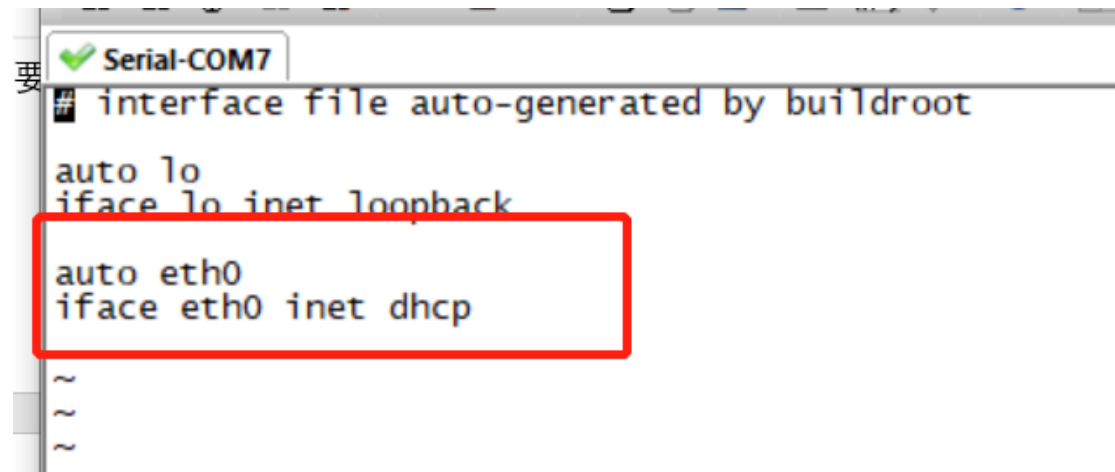 要
Serial-COM7
# interface file auto-generated by buildroot
auto lo
iface lo inet loopback
auto eth0
iface eth0 inet dhcp
~
~
~